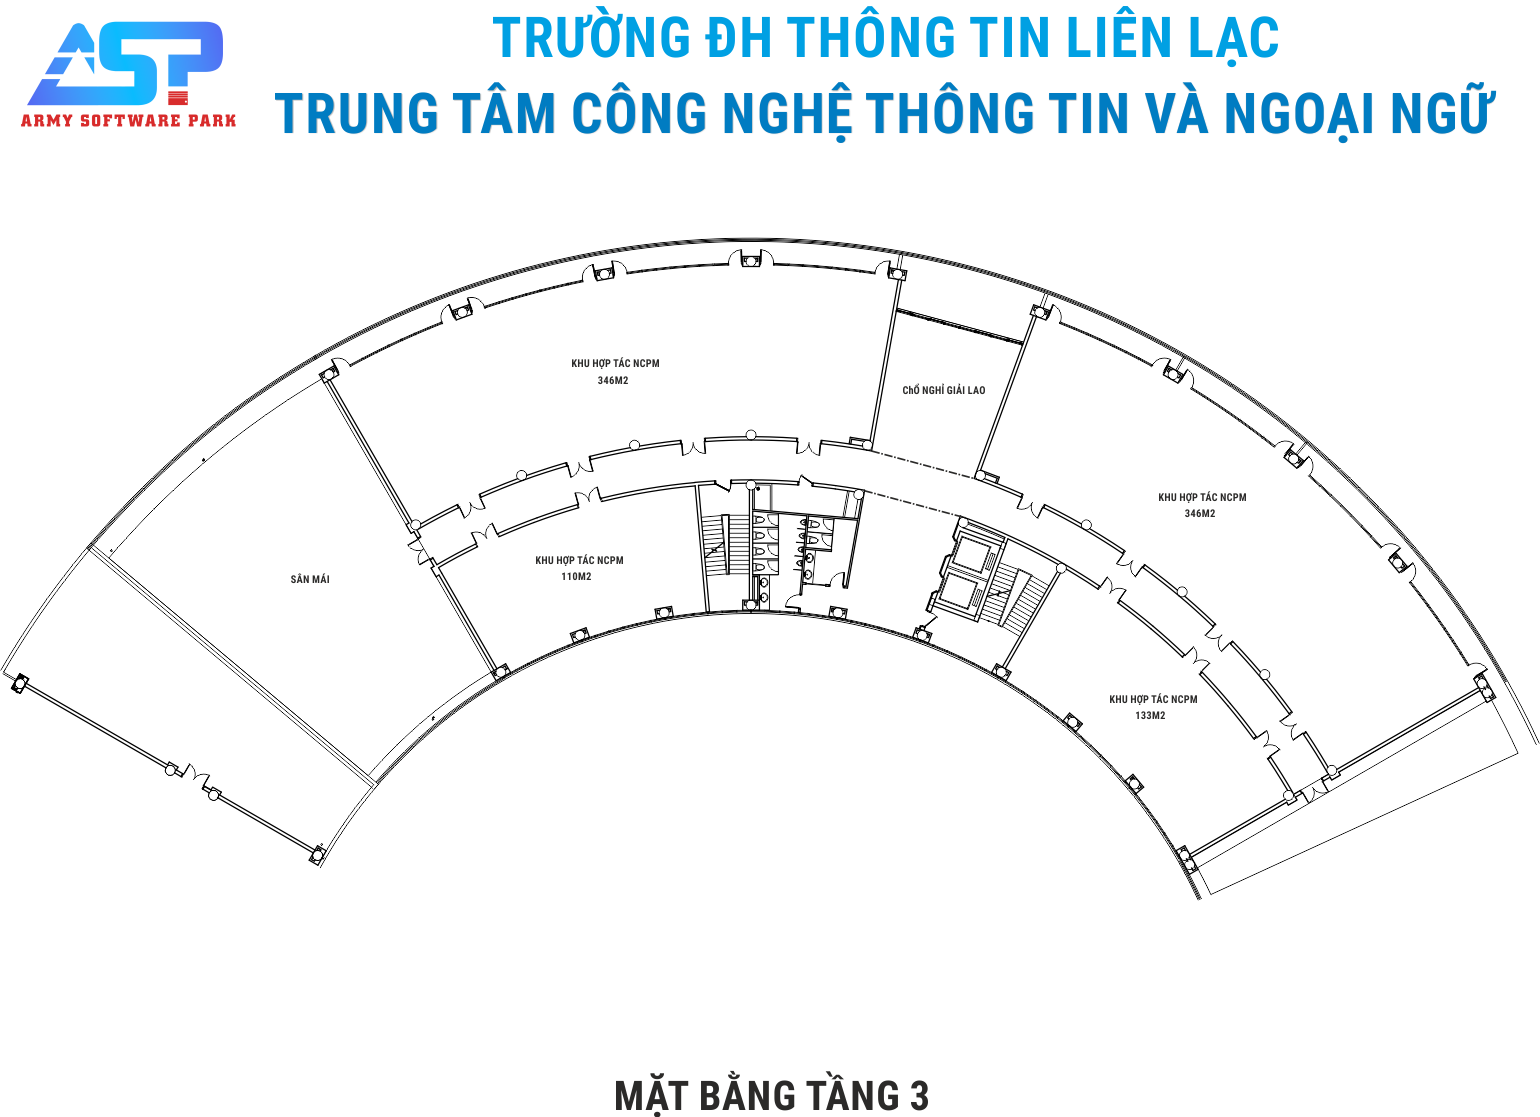 ASP
ARMY SOFTWARE PARK
TRƯỜNG ĐH THÔNG TIN LIÊN LẠC
TRUNG TÂM CÔNG NGHỆ THÔNG TIN VÀ NGOẠI NGỮ
KHU HỢP TÁC NCPM
346M2
ChỔ NGHỈ GIẢI LAO
KHU HỢP TÁC NCPM
346M2
KHU HỢP TÁC NCPM
110M2
SÂN MÁI
KHU HỢP TÁC NCPM
133M2
MẶT BẰNG TẦNG 3